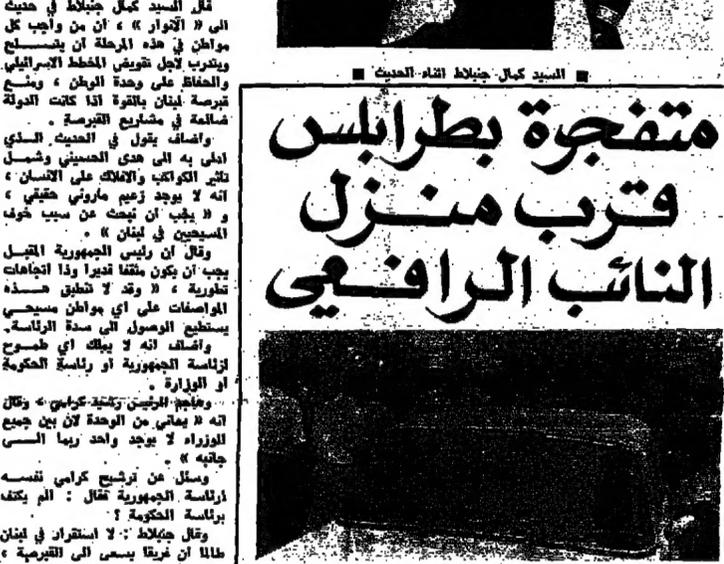 السيد كمال جنبلاط اثناء الحديث
متفجرة بطرابلس
قرب منزل
النائب الرافعي
قال السيد كمال جنبلاط في حديث
الى « الانوار » ، ان من واجب كل
مواطن في هذه المرحلة ان يتسلح
ويتدرب لاجل تقويض المخطط الاسرائيلي
والحفاظ على وحدة الوطن ، ومنع
قبرصة لبنان بالقوة اذا كانت الدولة
ضالعة في مشاريع القبرصة .
واضاف يقول في الحديث الذي
ادلى به الى هدى الحسيني وشمل
تاثير الكواكب والافلاك على الانسان ،
انه لا يوجد زعيم ماروني حقيقي ،
و « يجب ان نبحث عن سبب خوف
المسيحيين في لبنان » .
وقال ان رئيس الجمهورية المقبل
يجب ان يكون مثقفا قديرا وذا اتجاهات
تطورية ، « وقد لا تنطبق هذه
المواصفات على اي مواطن مسيحي
يستطيع الوصول الى سدة الرئاسة.
واضاف انه لا يملك اي طموح
لرئاسة الجمهورية او رئاسة الحكومة
او الوزارة .
وهاجم الرئيس رشيد كرامي ، وقال
انه « يعاني من الوحدة لان بين جميع
الوزراء لا يوجد واحد ربما الى
جانبه » .
وسئل عن ترشيح كرامي نفسه
لرئاسة الجمهورية فقال : الم يكتف
برئاسة الحكومة ؟
وقال جنبلاط : لا استقرار في لبنان
طالما ان فريقا يسعى الى القبرصة ،